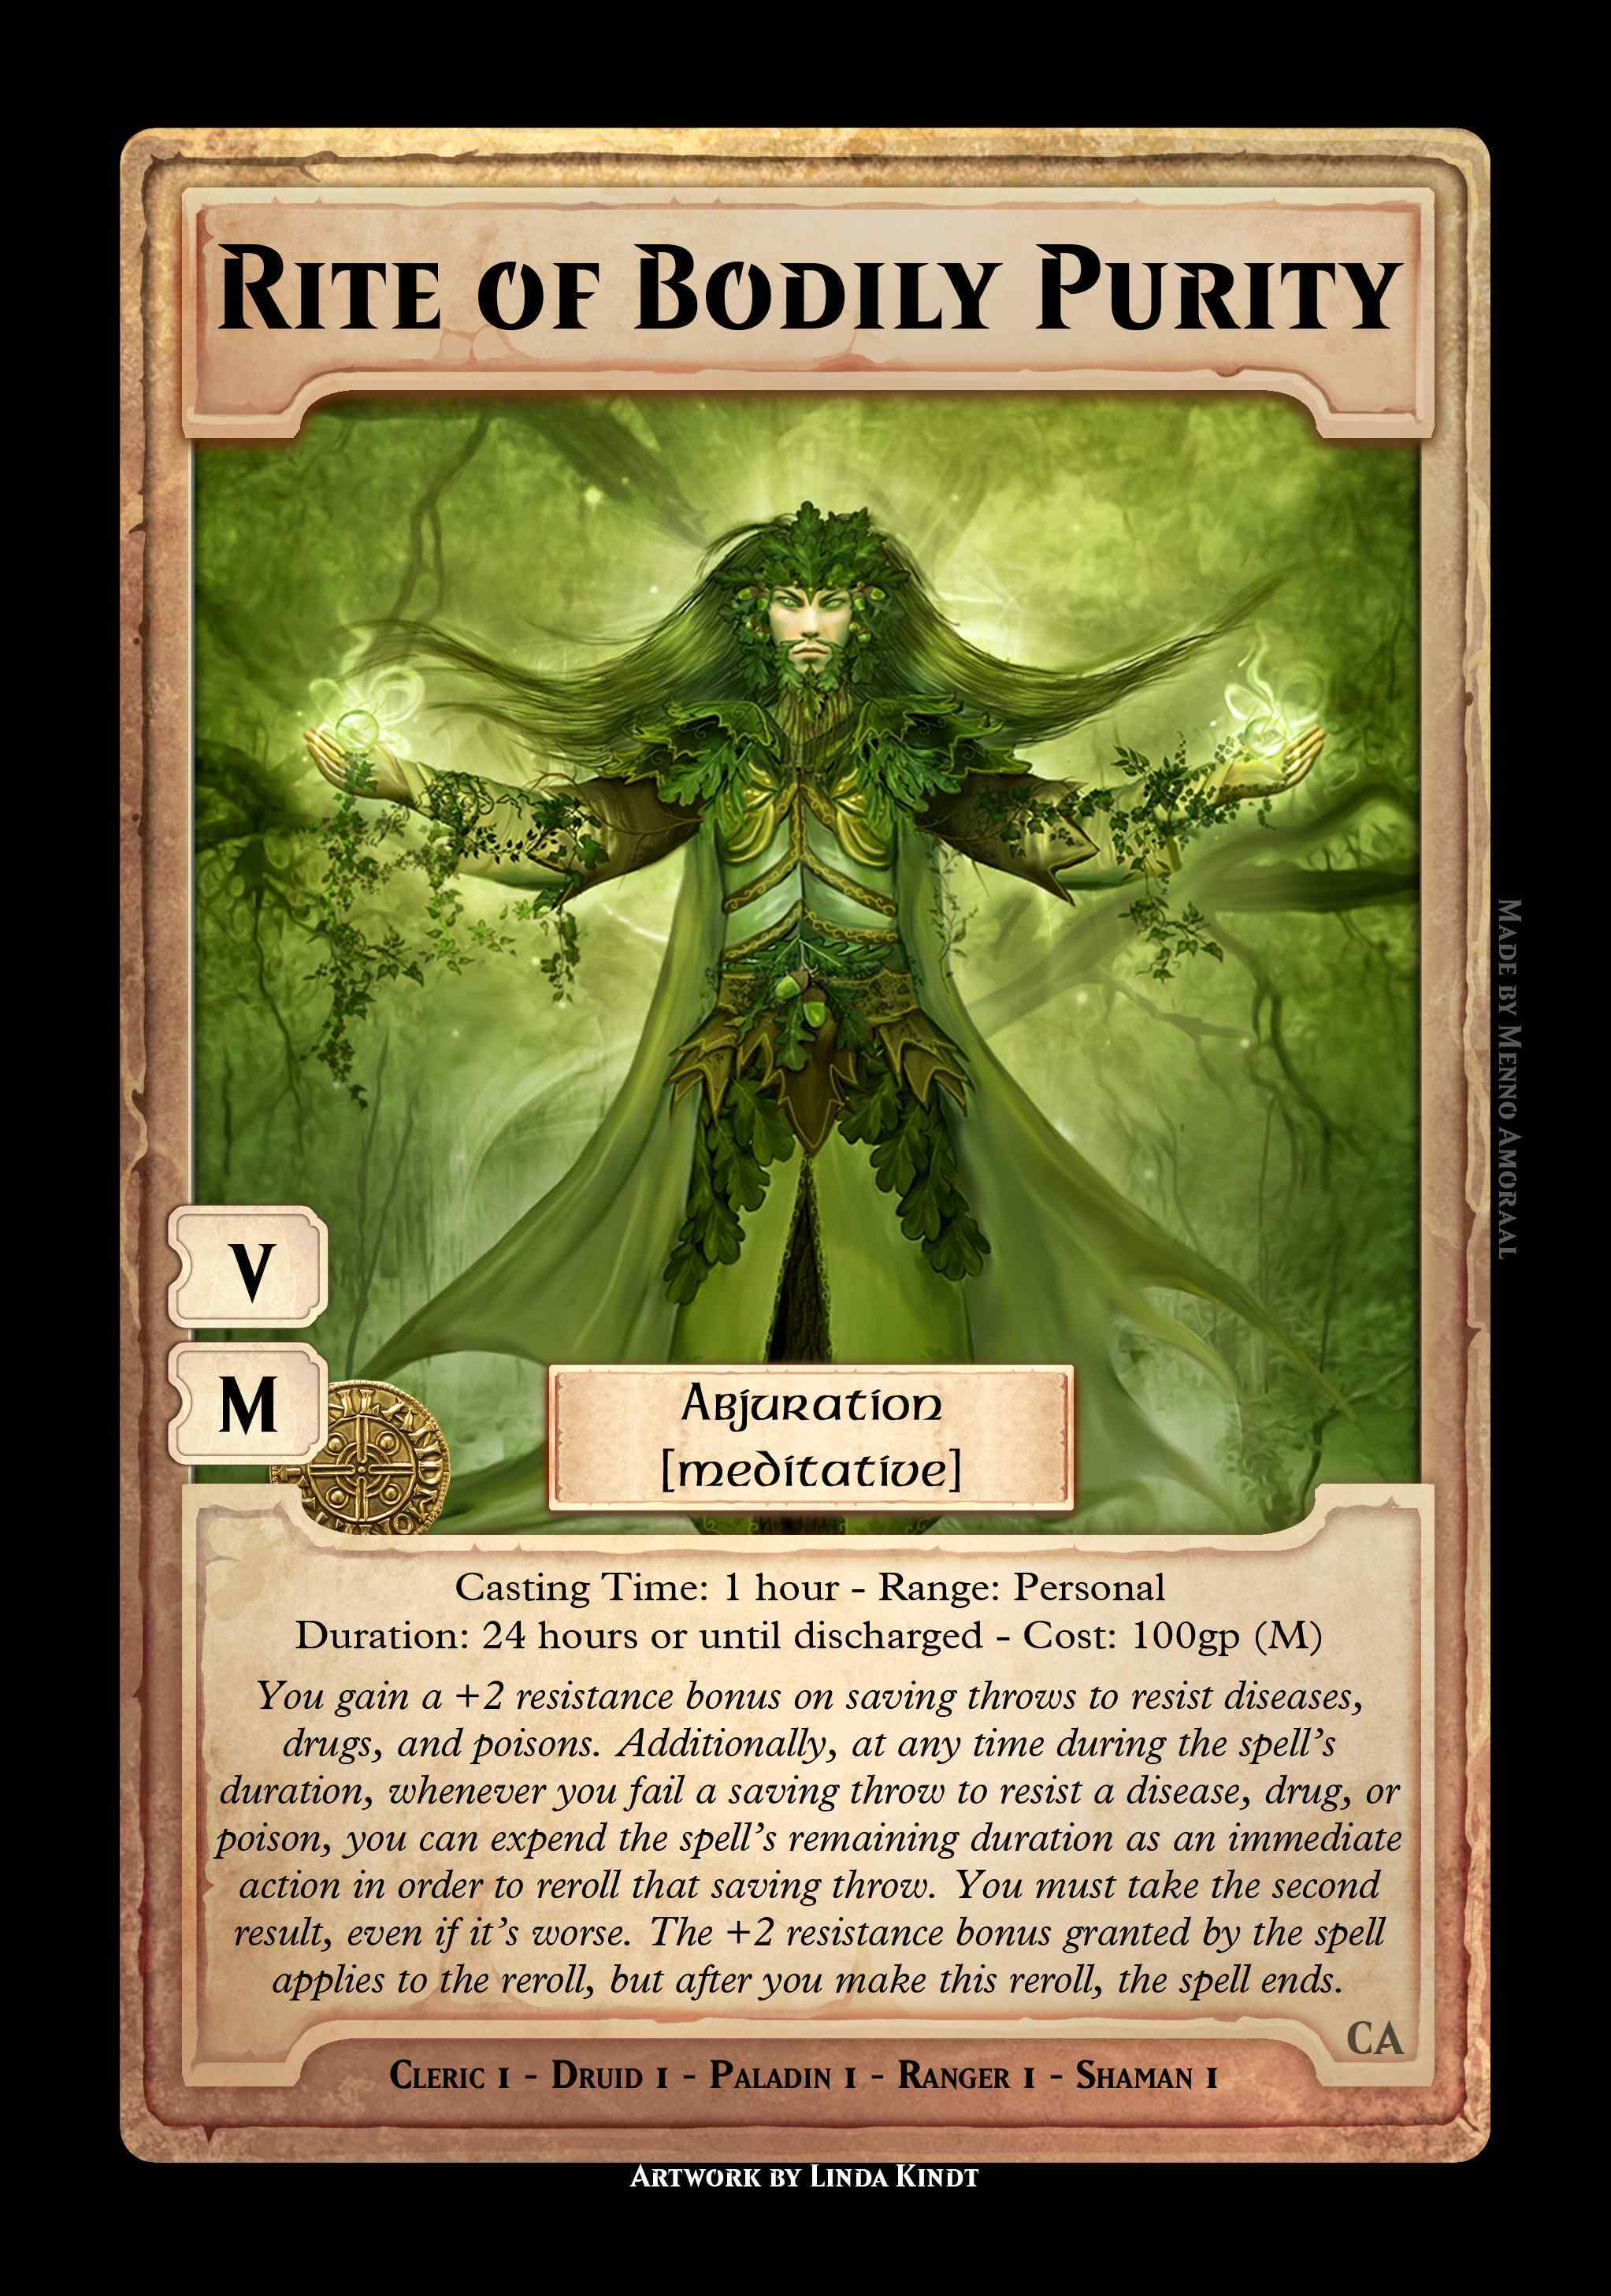 Rite of Bodily Purity
Made by Menno Amoraal
V
M
Abjuration
[meditative]
Casting Time: 1 hour - Range: Personal
Duration: 24 hours or until discharged - Cost: 100gp (M)
You gain a +2 resistance bonus on saving throws to resist diseases,
drugs, and poisons. Additionally, at any time during the spell's
duration, whenever you fail a saving throw to resist a disease, drug, or
poison, you can expend the spell's remaining duration as an immediate
action in order to reroll that saving throw. You must take the second
result, even if it's worse. The +2 resistance bonus granted by the spell
applies to the reroll, but after you make this reroll, the spell ends.
CA
Cleric 1 - Druid 1 - Paladin 1 - Ranger 1 - Shaman 1
Artwork by Linda Kindt